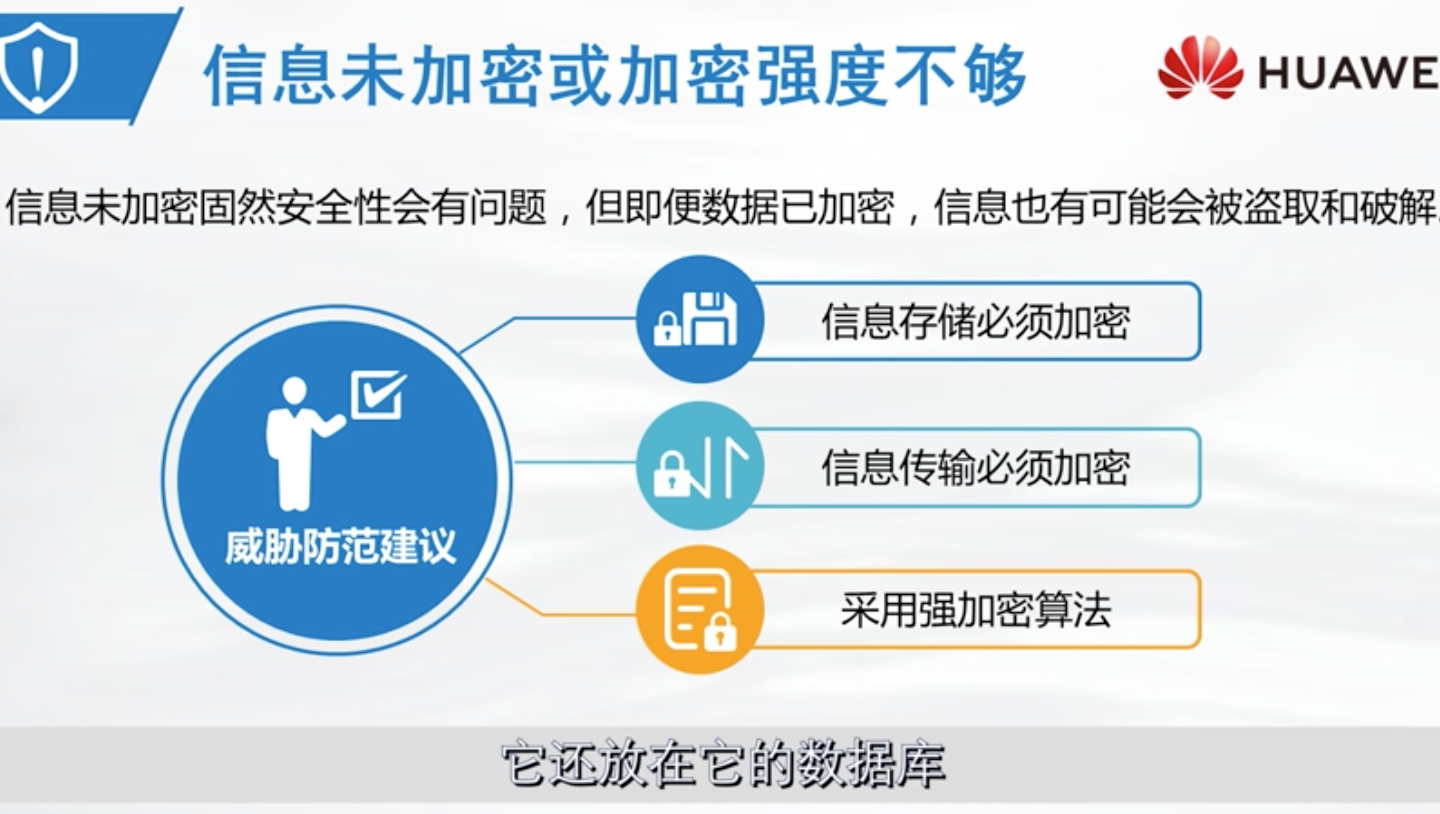 信息未加密或加密强度不够
HUAWE
信息未加密固然安全性会有问题，但即便数据已加密，信息也有可能会被盗取和破解
信息存储必须加密
信息传输必须加密
威胁防范建议
采用强加密算法
它还放在它的数据库